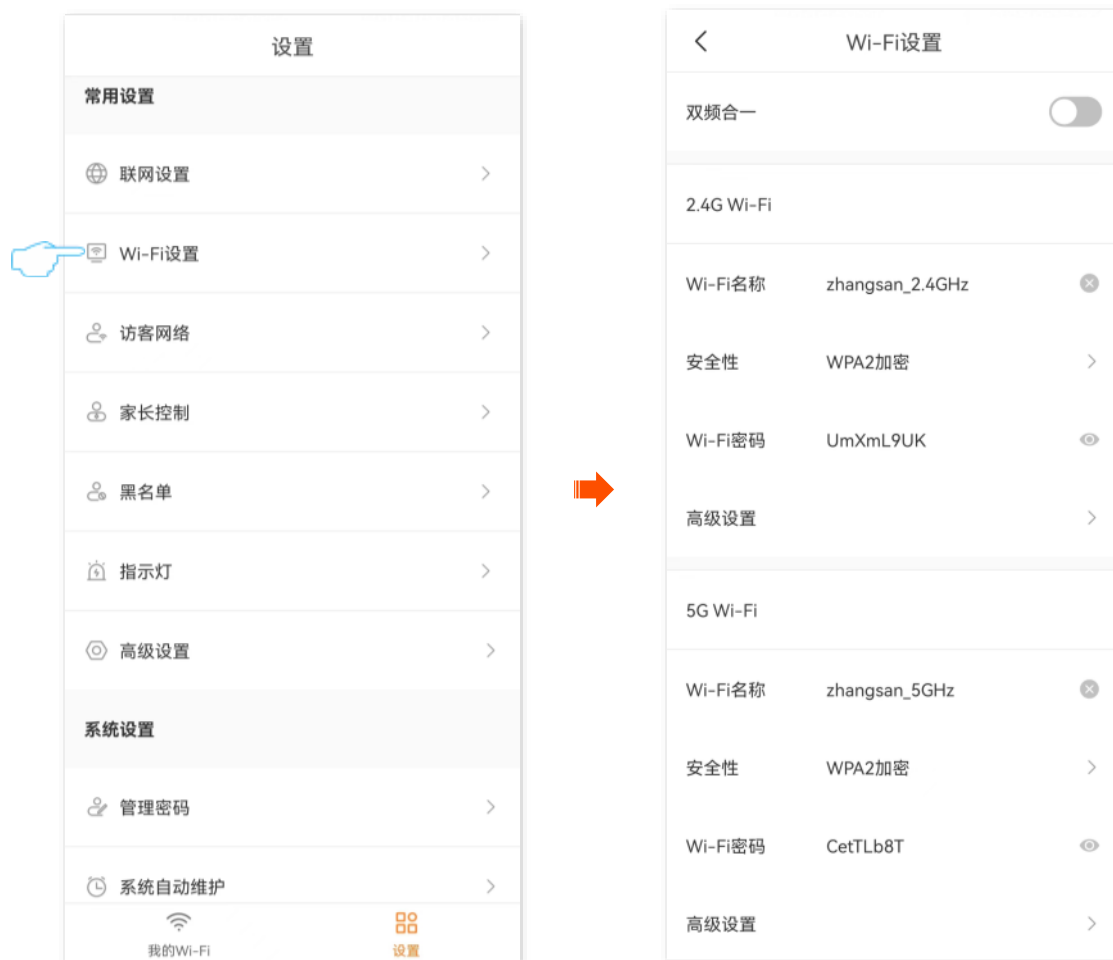 设置
常用设置
联网设置
Wi-Fi设置
访客网络
家长控制
黑名单
指示灯
高级设置
系统设置
管理密码
系统自动维护
我的Wi-Fi
设置
Wi-Fi设置
双频合一
2.4G Wi-Fi
Wi-Fi名称 zhangsan_2.4GHz
安全性 WPA2加密
Wi-Fi密码 UmXmL9UK
高级设置
5G Wi-Fi
Wi-Fi名称 zhangsan_5GHz
安全性 WPA2加密
Wi-Fi密码 CetTLb8T
高级设置